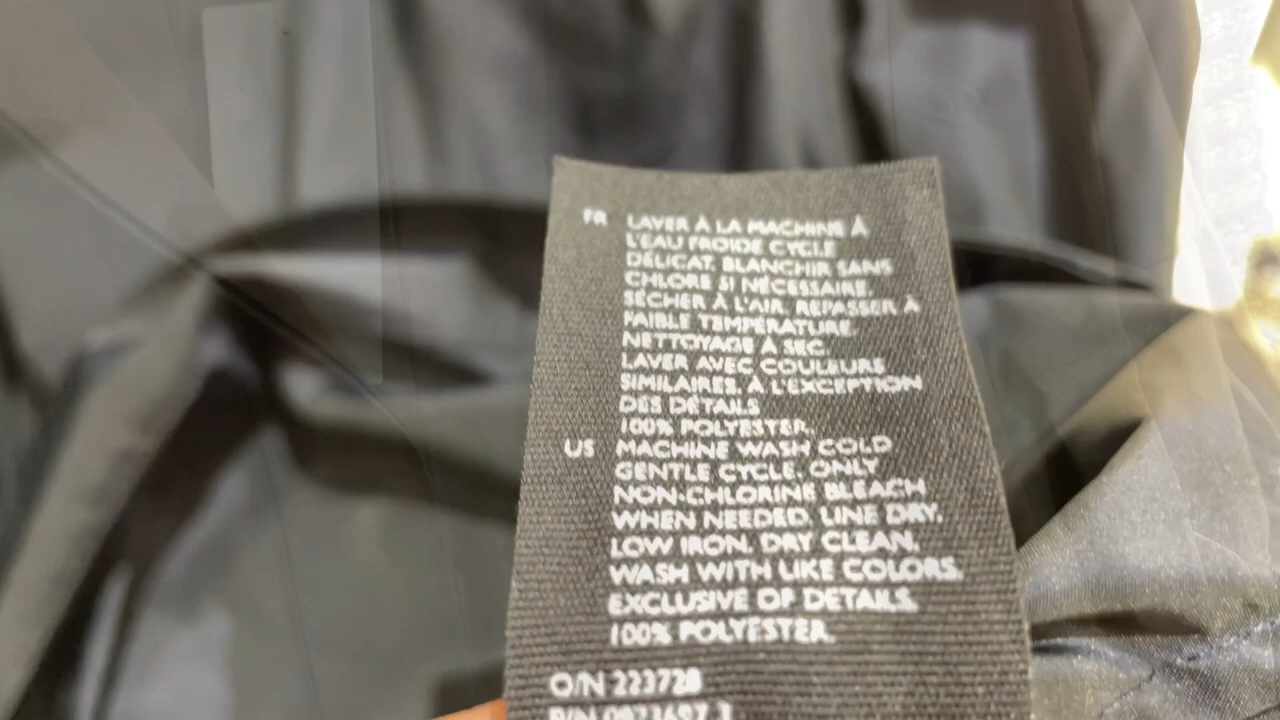 FR LAVER À LA MACHINE À
L'EAU FROIDE CYCLE
DÉLICAT. BLANCHIR SANS
CHLORE SI NÉCESSAIRE.
SÉCHER À L'AIR. REPASSER À
FAIBLE TEMPÉRATURE
NETTOYAGE À SEC.
LAVER AVEC COULEURS
SIMILAIRES. À L'EXCEPTION
DES DÉTAILS
100% POLYESTER.
US MACHINE WASH COLD
GENTLE CYCLE. ONLY
NON-CHLORINE BLEACH
WHEN NEEDED. LINE DRY.
LOW IRON. DRY CLEAN.
WASH WITH LIKE COLORS.
EXCLUSIVE OF DETAILS.
100% POLYESTER.
O/N 223728